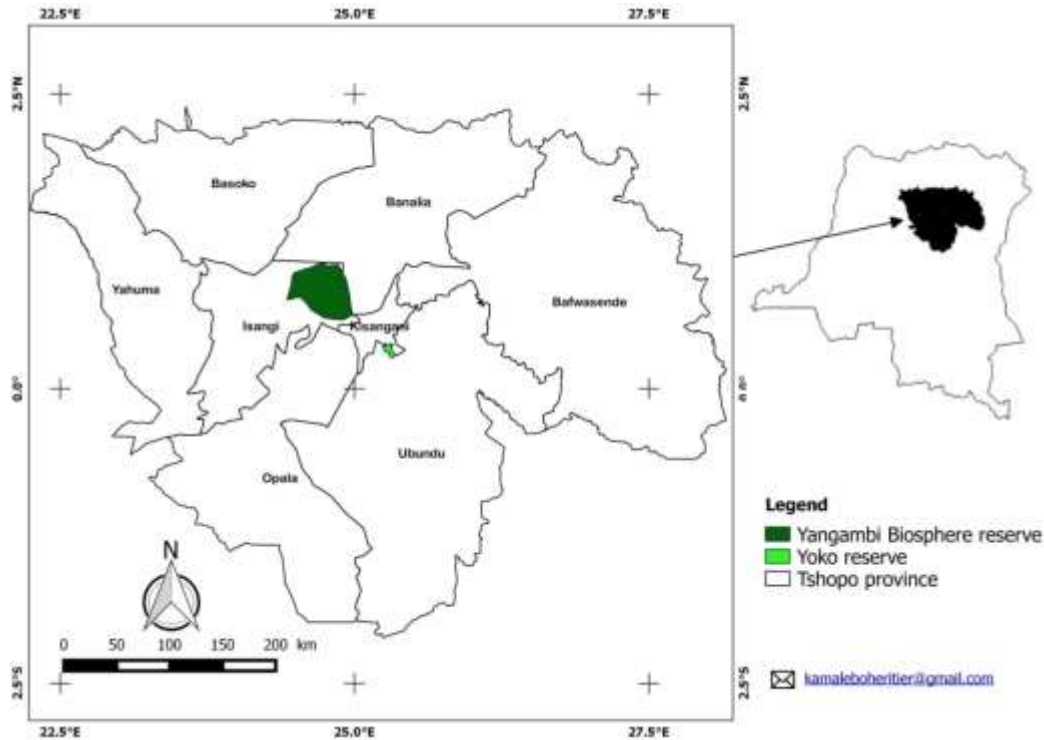 22.5°E 25.0°E 27.5°E
2.5°N
2.5°N
Basoko
Banalia
Yahuma
Bafwasende
Isangi
Kisangani
0.0°
0.0°
Ubundu
Opala
N
0 50 100 150 200 km
2.5°S
2.5°S
22.5°E 25.0°E 27.5°E
Legend
Yangambi Biosphere reserve
Yoko reserve
Tshopo province
kamaleboheritier@gmail.com